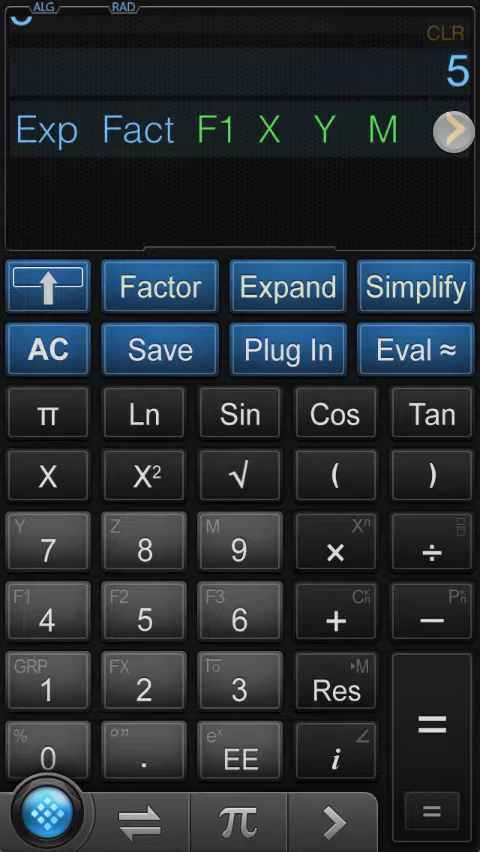 ALG RAD
CLR
5
Exp Fact F1 X Y M
Factor Expand Simplify
AC Save Plug In Eval ≈
π Ln Sin Cos Tan
X X² √ ( )
Y 7 Z 8 M 9 × Xⁿ ÷
F1 4 F2 5 F3 6 + Cᵏₙ − Pᵏₙ
GRP 1 FX 2 3 Res ▸M =
% 0 °” . eˣ EE i ∠ =
⇌ π >